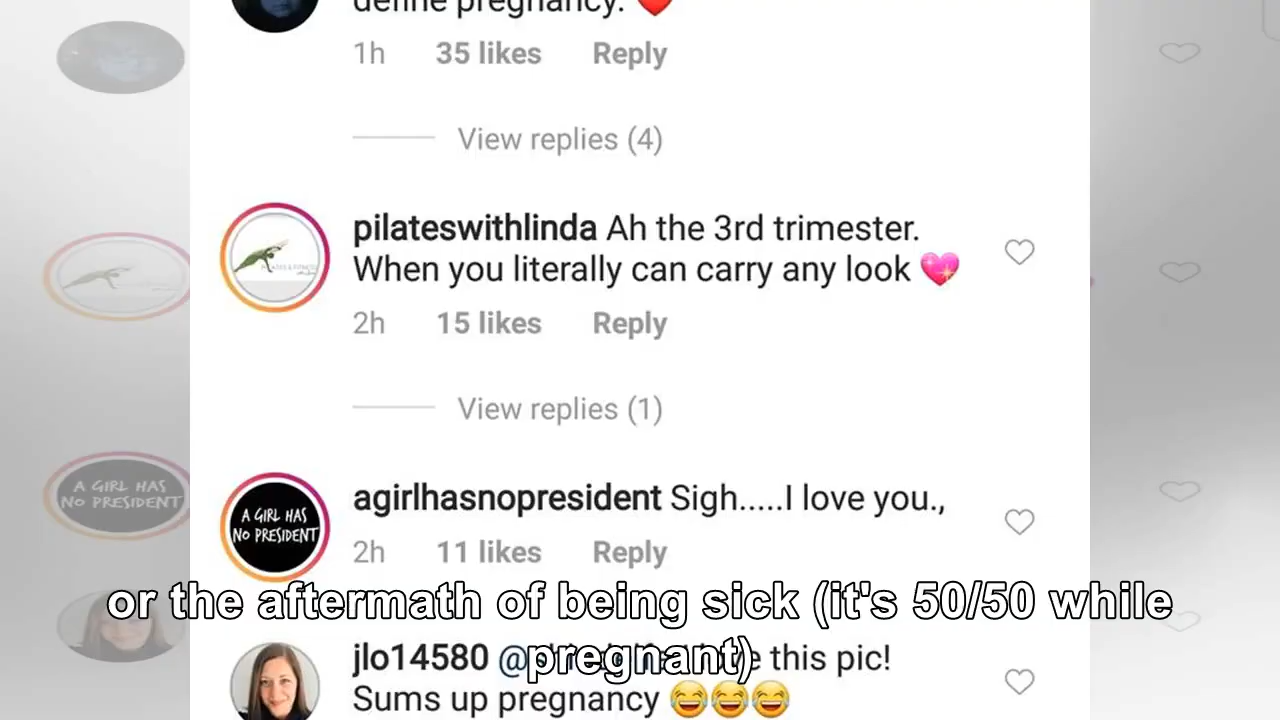 define pregnancy. ❤️
1h 35 likes Reply
View replies (4)
pilateswithlinda Ah the 3rd trimester.
When you literally can carry any look 💖
2h 15 likes Reply
View replies (1)
agirlhasnopresident Sigh.....I love you.,
A GIRL HAS
NO PRESIDENT
2h 11 likes Reply
or the aftermath of being sick (it's 50/50 while
pregnant)
jlo14580 @ this pic!
Sums up pregnancy 😂😂😂